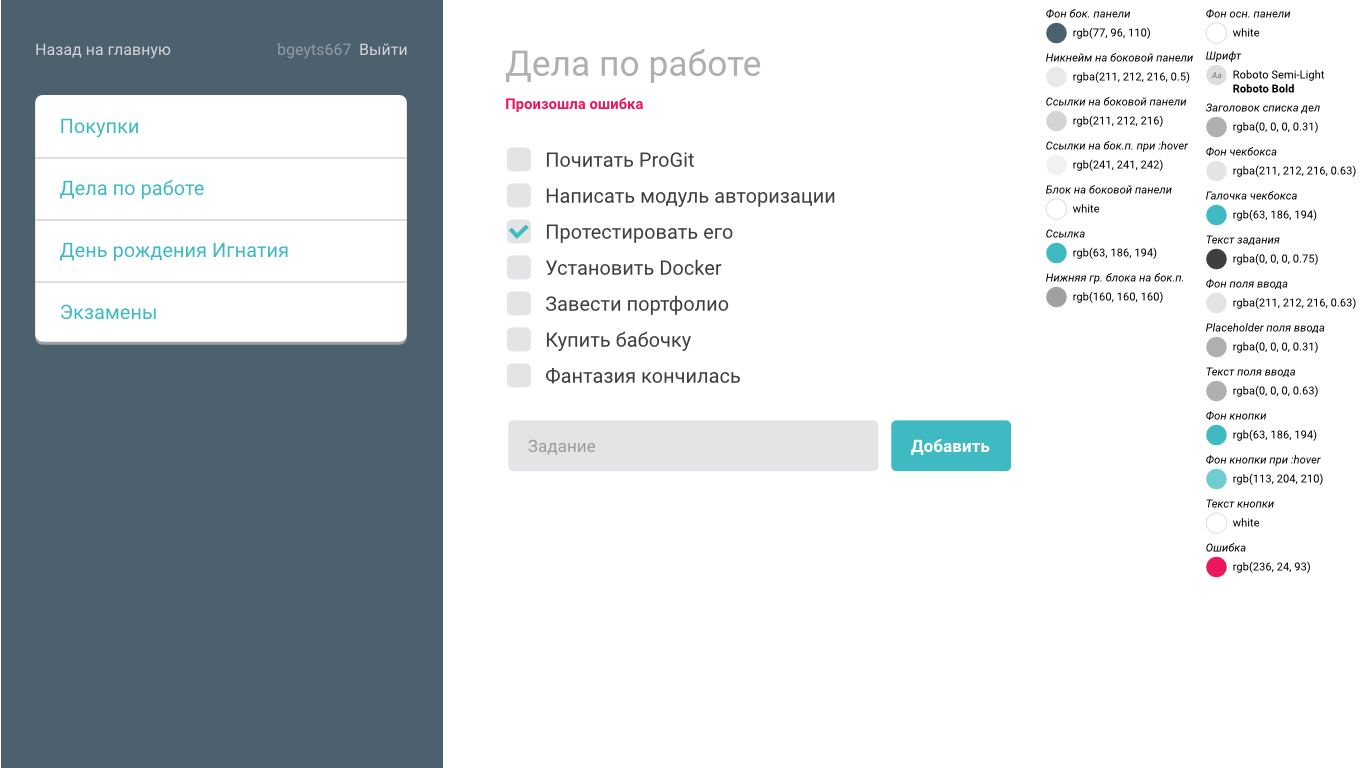 Назад на главную
bgeyts667 Выйти
Покупки
Дела по работе
День рождения Игнатия
Экзамены
Дела по работе
Произошла ошибка
Почитать ProGit
Написать модуль авторизации
Протестировать его
Установить Docker
Завести портфолио
Купить бабочку
Фантазия кончилась
Задание
Добавить
Фон бок. панели
rgb(77, 96, 110)
Никнейм на боковой панели
rgba(211, 212, 216, 0.5)
Ссылки на боковой панели
rgb(211, 212, 216)
Ссылки на бок.п. при :hover
rgb(241, 241, 242)
Блок на боковой панели
white
Ссылка
rgb(63, 186, 194)
Нижняя гр. блока на бок.п.
rgb(160, 160, 160)
Фон осн. панели
white
Шрифт
Aa
Roboto Semi-Light
Roboto Bold
Заголовок списка дел
rgba(0, 0, 0, 0.31)
Фон чекбокса
rgba(211, 212, 216, 0.63)
Галочка чекбокса
rgb(63, 186, 194)
Текст задания
rgba(0, 0, 0, 0.75)
Фон поля ввода
rgba(211, 212, 216, 0.63)
Placeholder поля ввода
rgba(0, 0, 0, 0.31)
Текст поля ввода
rgba(0, 0, 0, 0.63)
Фон кнопки
rgb(63, 186, 194)
Фон кнопки при :hover
rgb(113, 204, 210)
Текст кнопки
white
Ошибка
rgb(236, 24, 93)